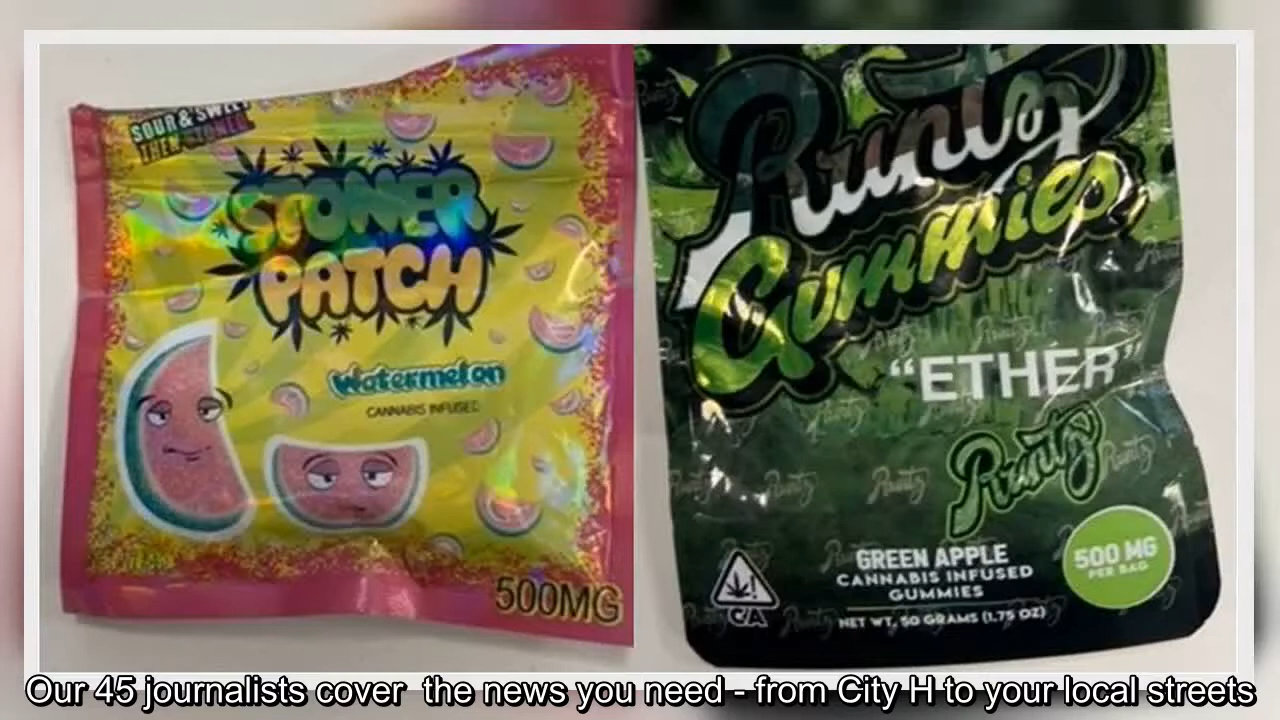 SOUR & SWEET
THEN STONED
STONER
PATCH
Watermelon
CANNABIS INFUSED
500MG
Runtz
Gummies
"ETHER"
Runtz
GREEN APPLE
CANNABIS INFUSED
GUMMIES
NET WT, 50 GRAMS (1.75 OZ)
500 MG
PER BAG
CA
Our 45 journalists cover the news you need - from City H to your local streets